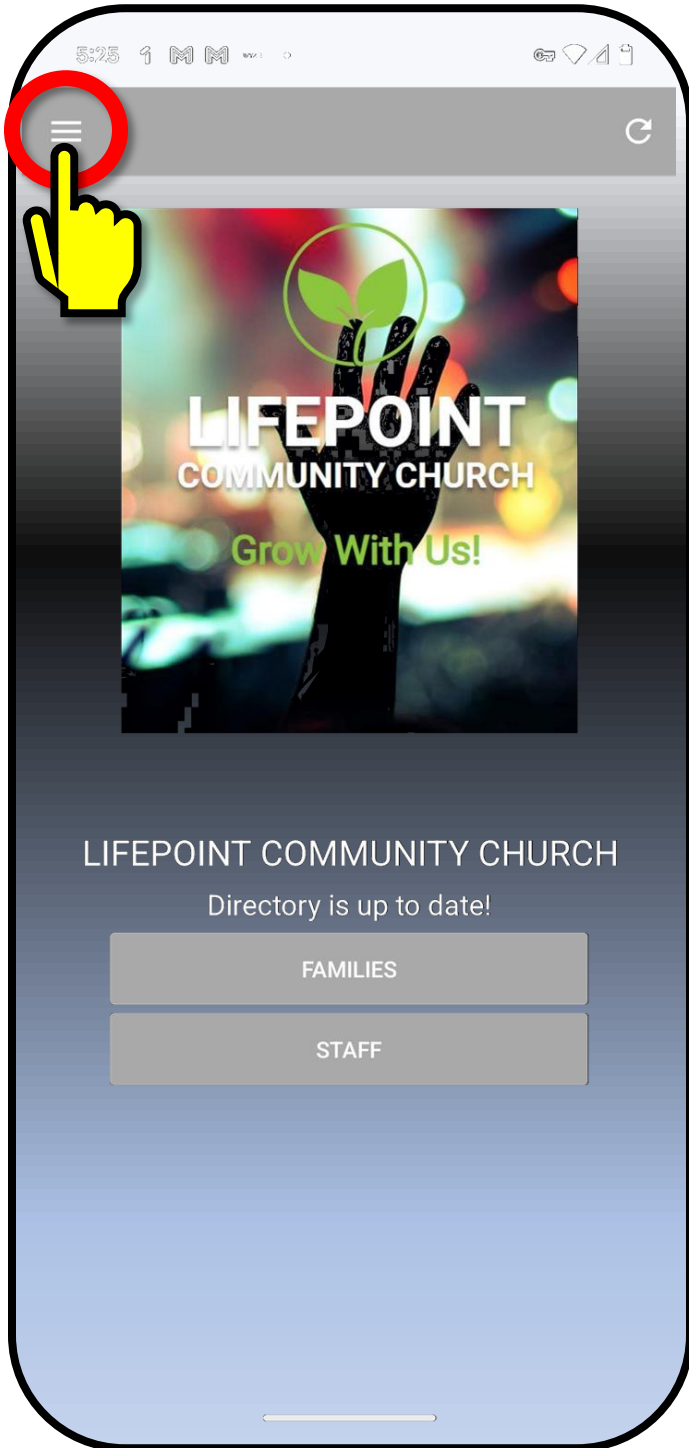 5:25
LIFEPOINT
COMMUNITY CHURCH
Grow With Us!
LIFEPOINT COMMUNITY CHURCH
Directory is up to date!
FAMILIES
STAFF